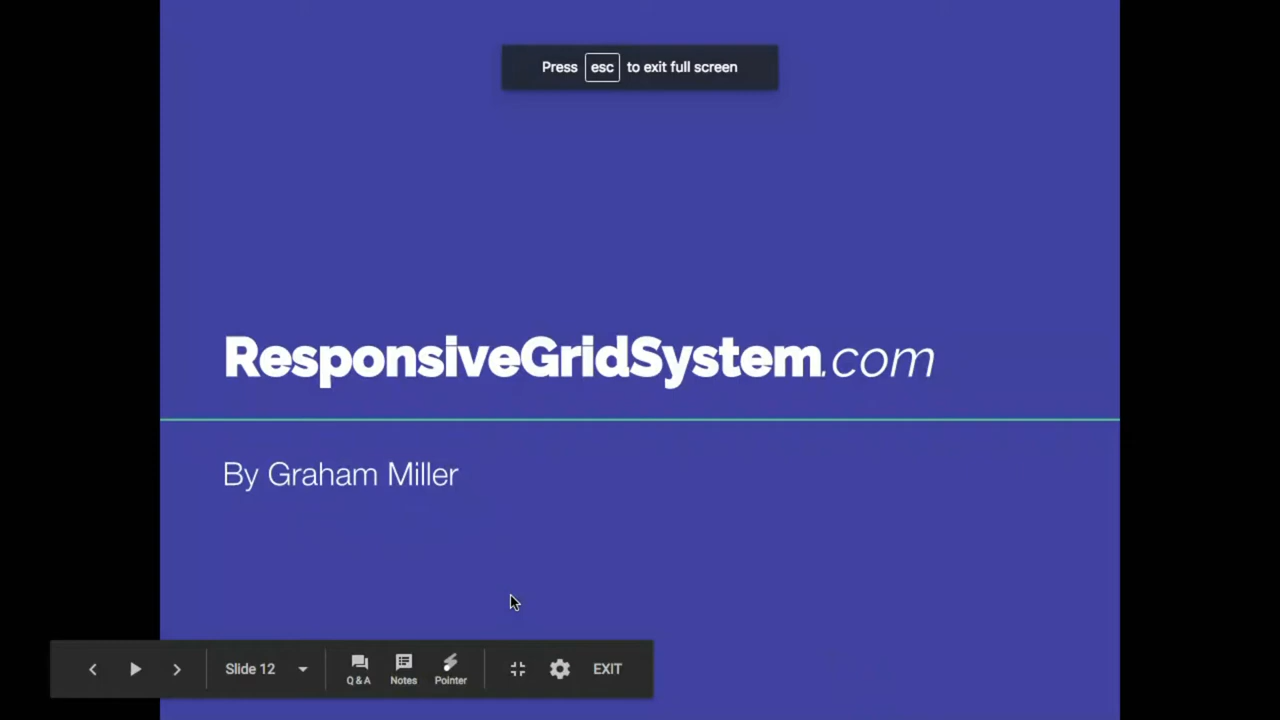 Press esc to exit full screen
ResponsiveGridSystem.com
By Graham Miller
Slide 12
Q & A
Notes
Pointer
EXIT